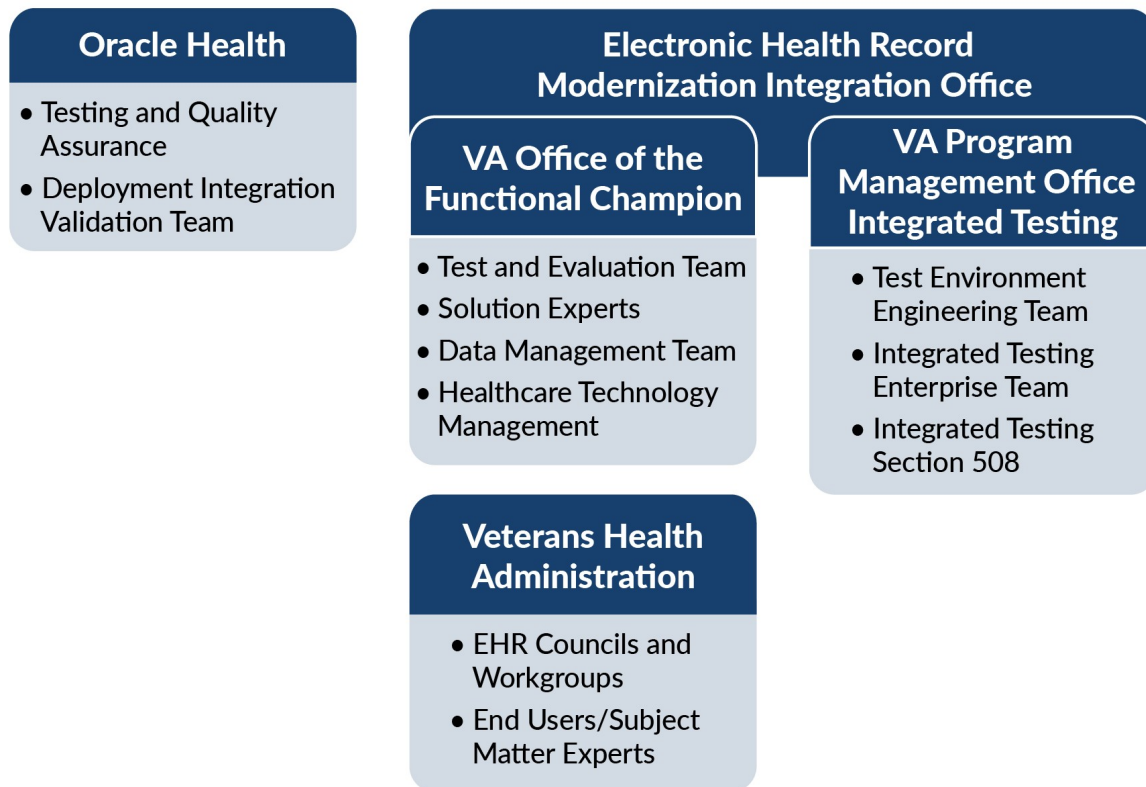 Oracle Health
• Testing and Quality
Assurance
• Deployment Integration
Validation Team
Electronic Health Record
Modernization Integration Office
VA Office of the
Functional Champion
• Test and Evaluation Team
• Solution Experts
• Data Management Team
• Healthcare Technology
Management
VA Program
Management Office
Integrated Testing
• Test Environment
Engineering Team
• Integrated Testing
Enterprise Team
• Integrated Testing
Section 508
Veterans Health
Administration
• EHR Councils and
Workgroups
• End Users/Subject
Matter Experts